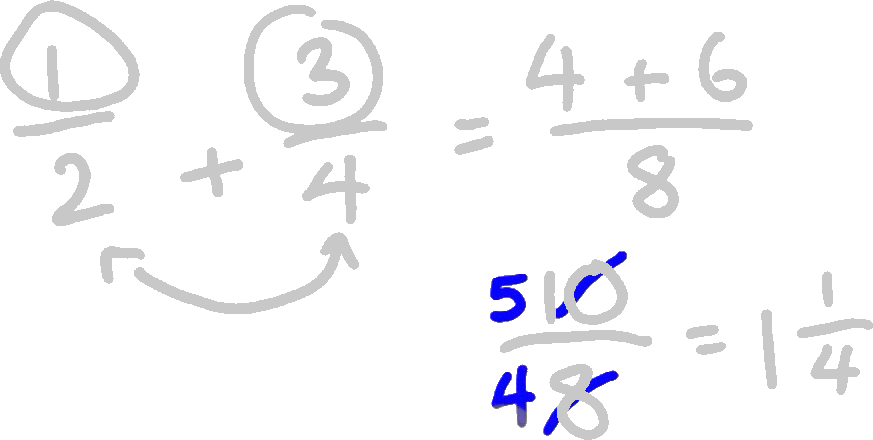 1/2 + 3/4 = (4 + 6)/8
5 10/4 8 = 1 1/4